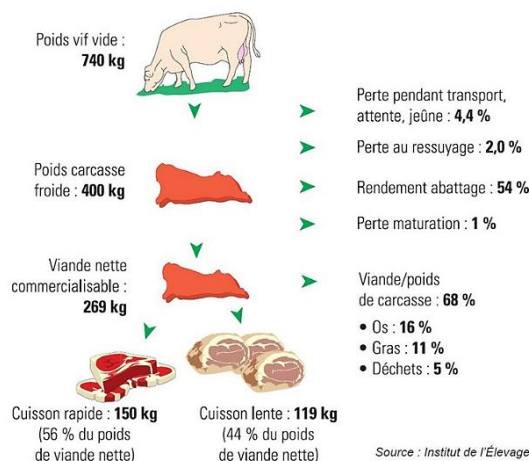 Poids vif vide :
740 kg
Perte pendant transport,
attente, jeûne : 4,4 %
Perte au ressuyage : 2,0 %
Poids carcasse
froide : 400 kg
Rendement abattage : 54 %
Perte maturation : 1 %
Viande nette
commercialisable :
269 kg
Viande/poids
de carcasse : 68 %
• Os : 16 %
• Gras : 11 %
• Déchets : 5 %
Cuisson rapide : 150 kg
(56 % du poids
de viande nette)
Cuisson lente : 119 kg
(44 % du poids
de viande nette)
Source : Institut de l'Élevage